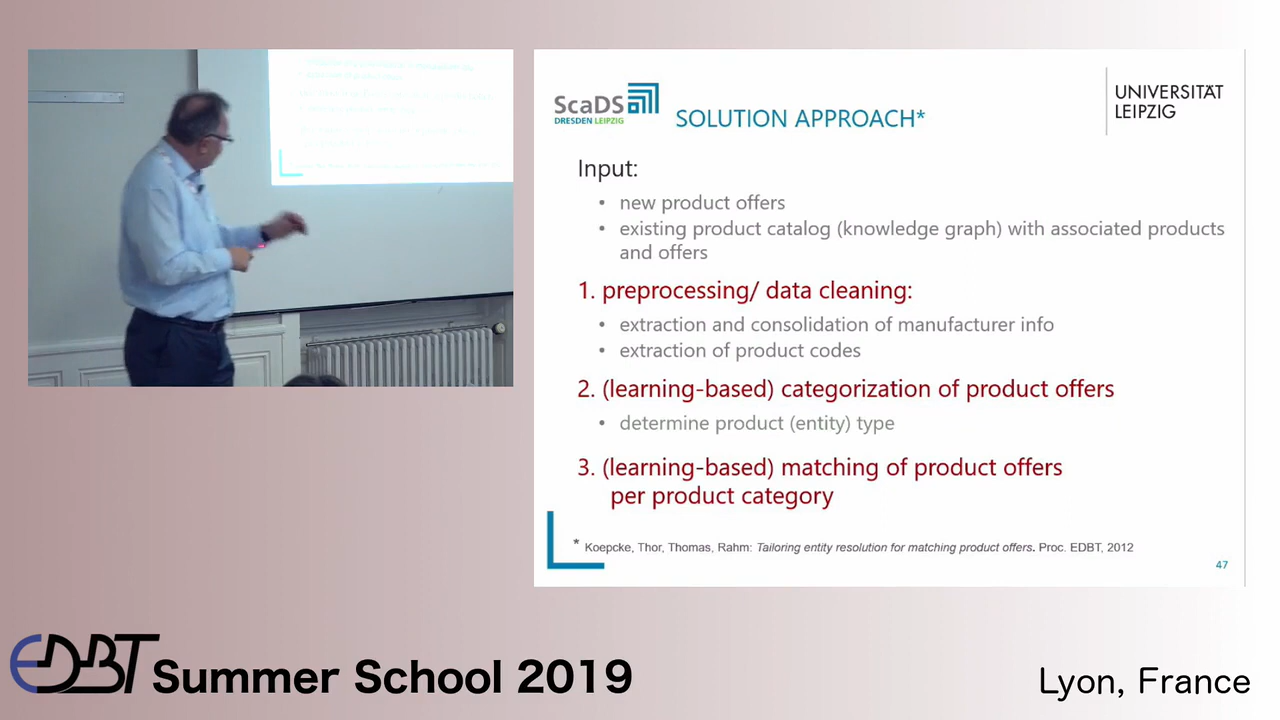 ScaDS
DRESDEN LEIPZIG
SOLUTION APPROACH*
UNIVERSITÄT
LEIPZIG
Input:
• new product offers
• existing product catalog (knowledge graph) with associated products
and offers
1. preprocessing/ data cleaning:
• extraction and consolidation of manufacturer info
• extraction of product codes
2. (learning-based) categorization of product offers
• determine product (entity) type
3. (learning-based) matching of product offers
per product category
* Koepcke, Thor, Thomas, Rahm: Tailoring entity resolution for matching product offers. Proc. EDBT, 2012
47
EDBT Summer School 2019
Lyon, France